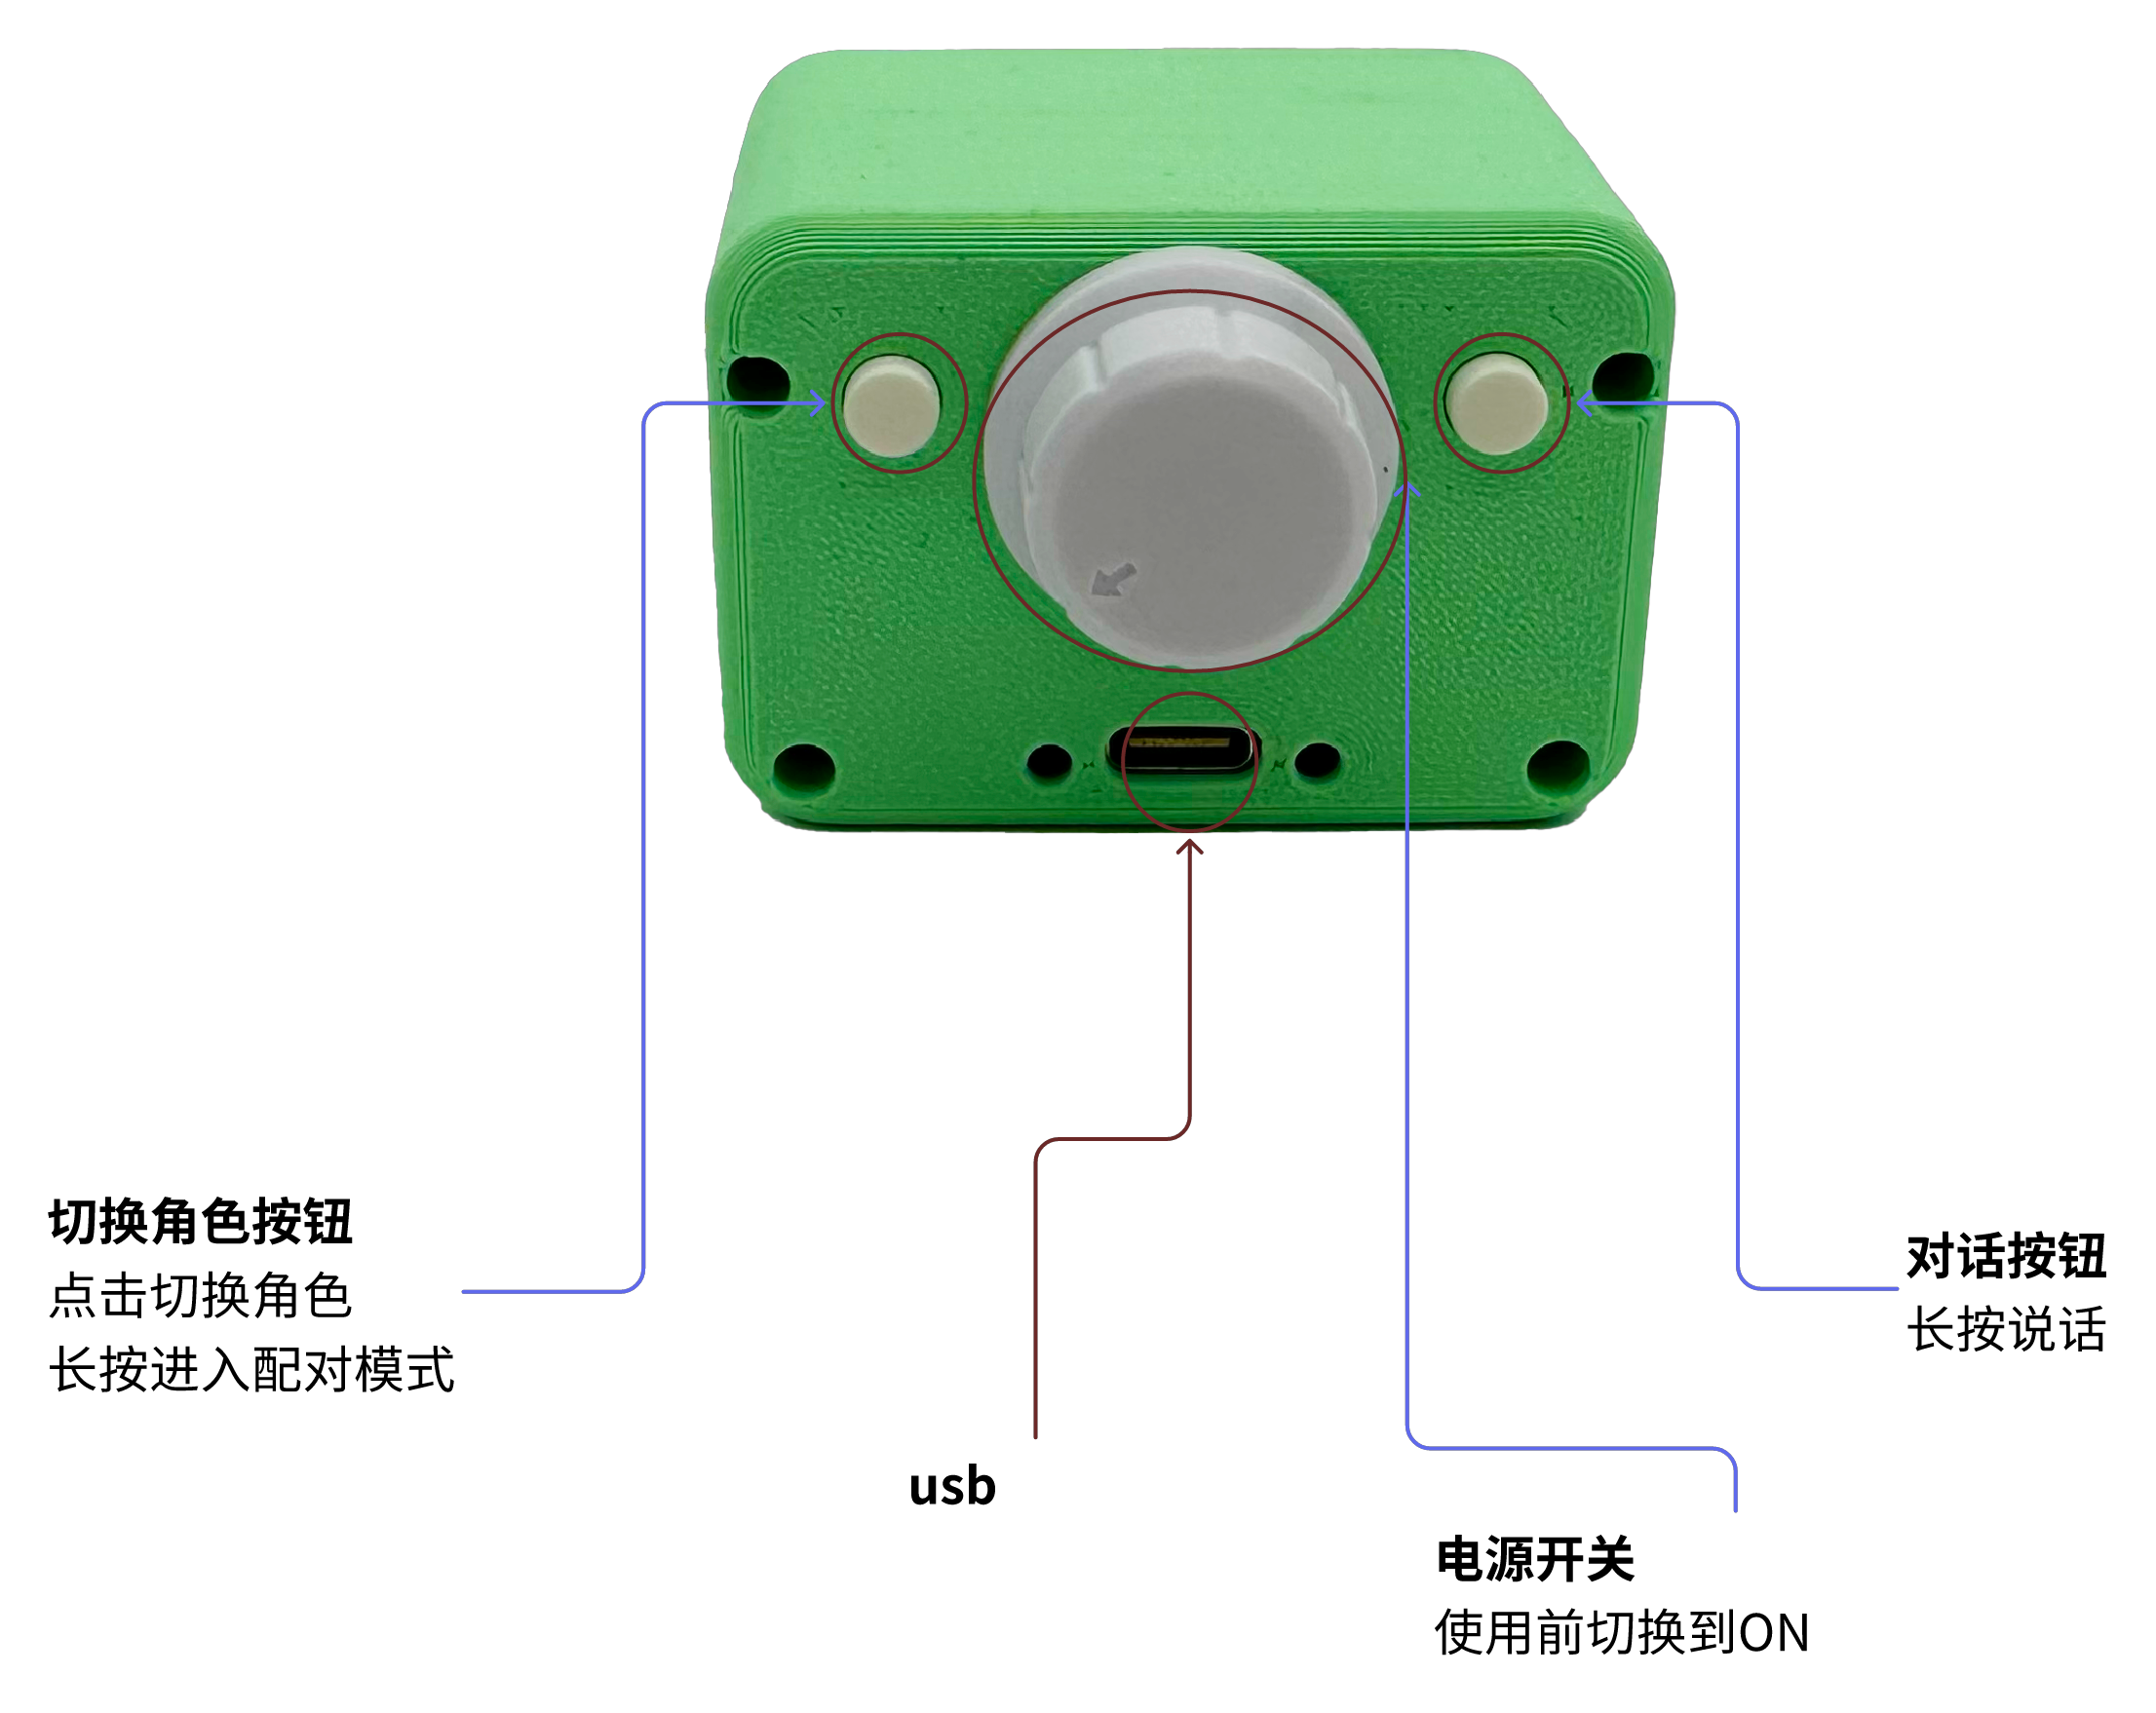 切换角色按钮
点击切换角色
长按进入配对模式
usb
对话按钮
长按说话
电源开关
使用前切换到ON